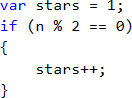 var stars = 1;
if (n % 2 == 0)
{
    stars++;
}